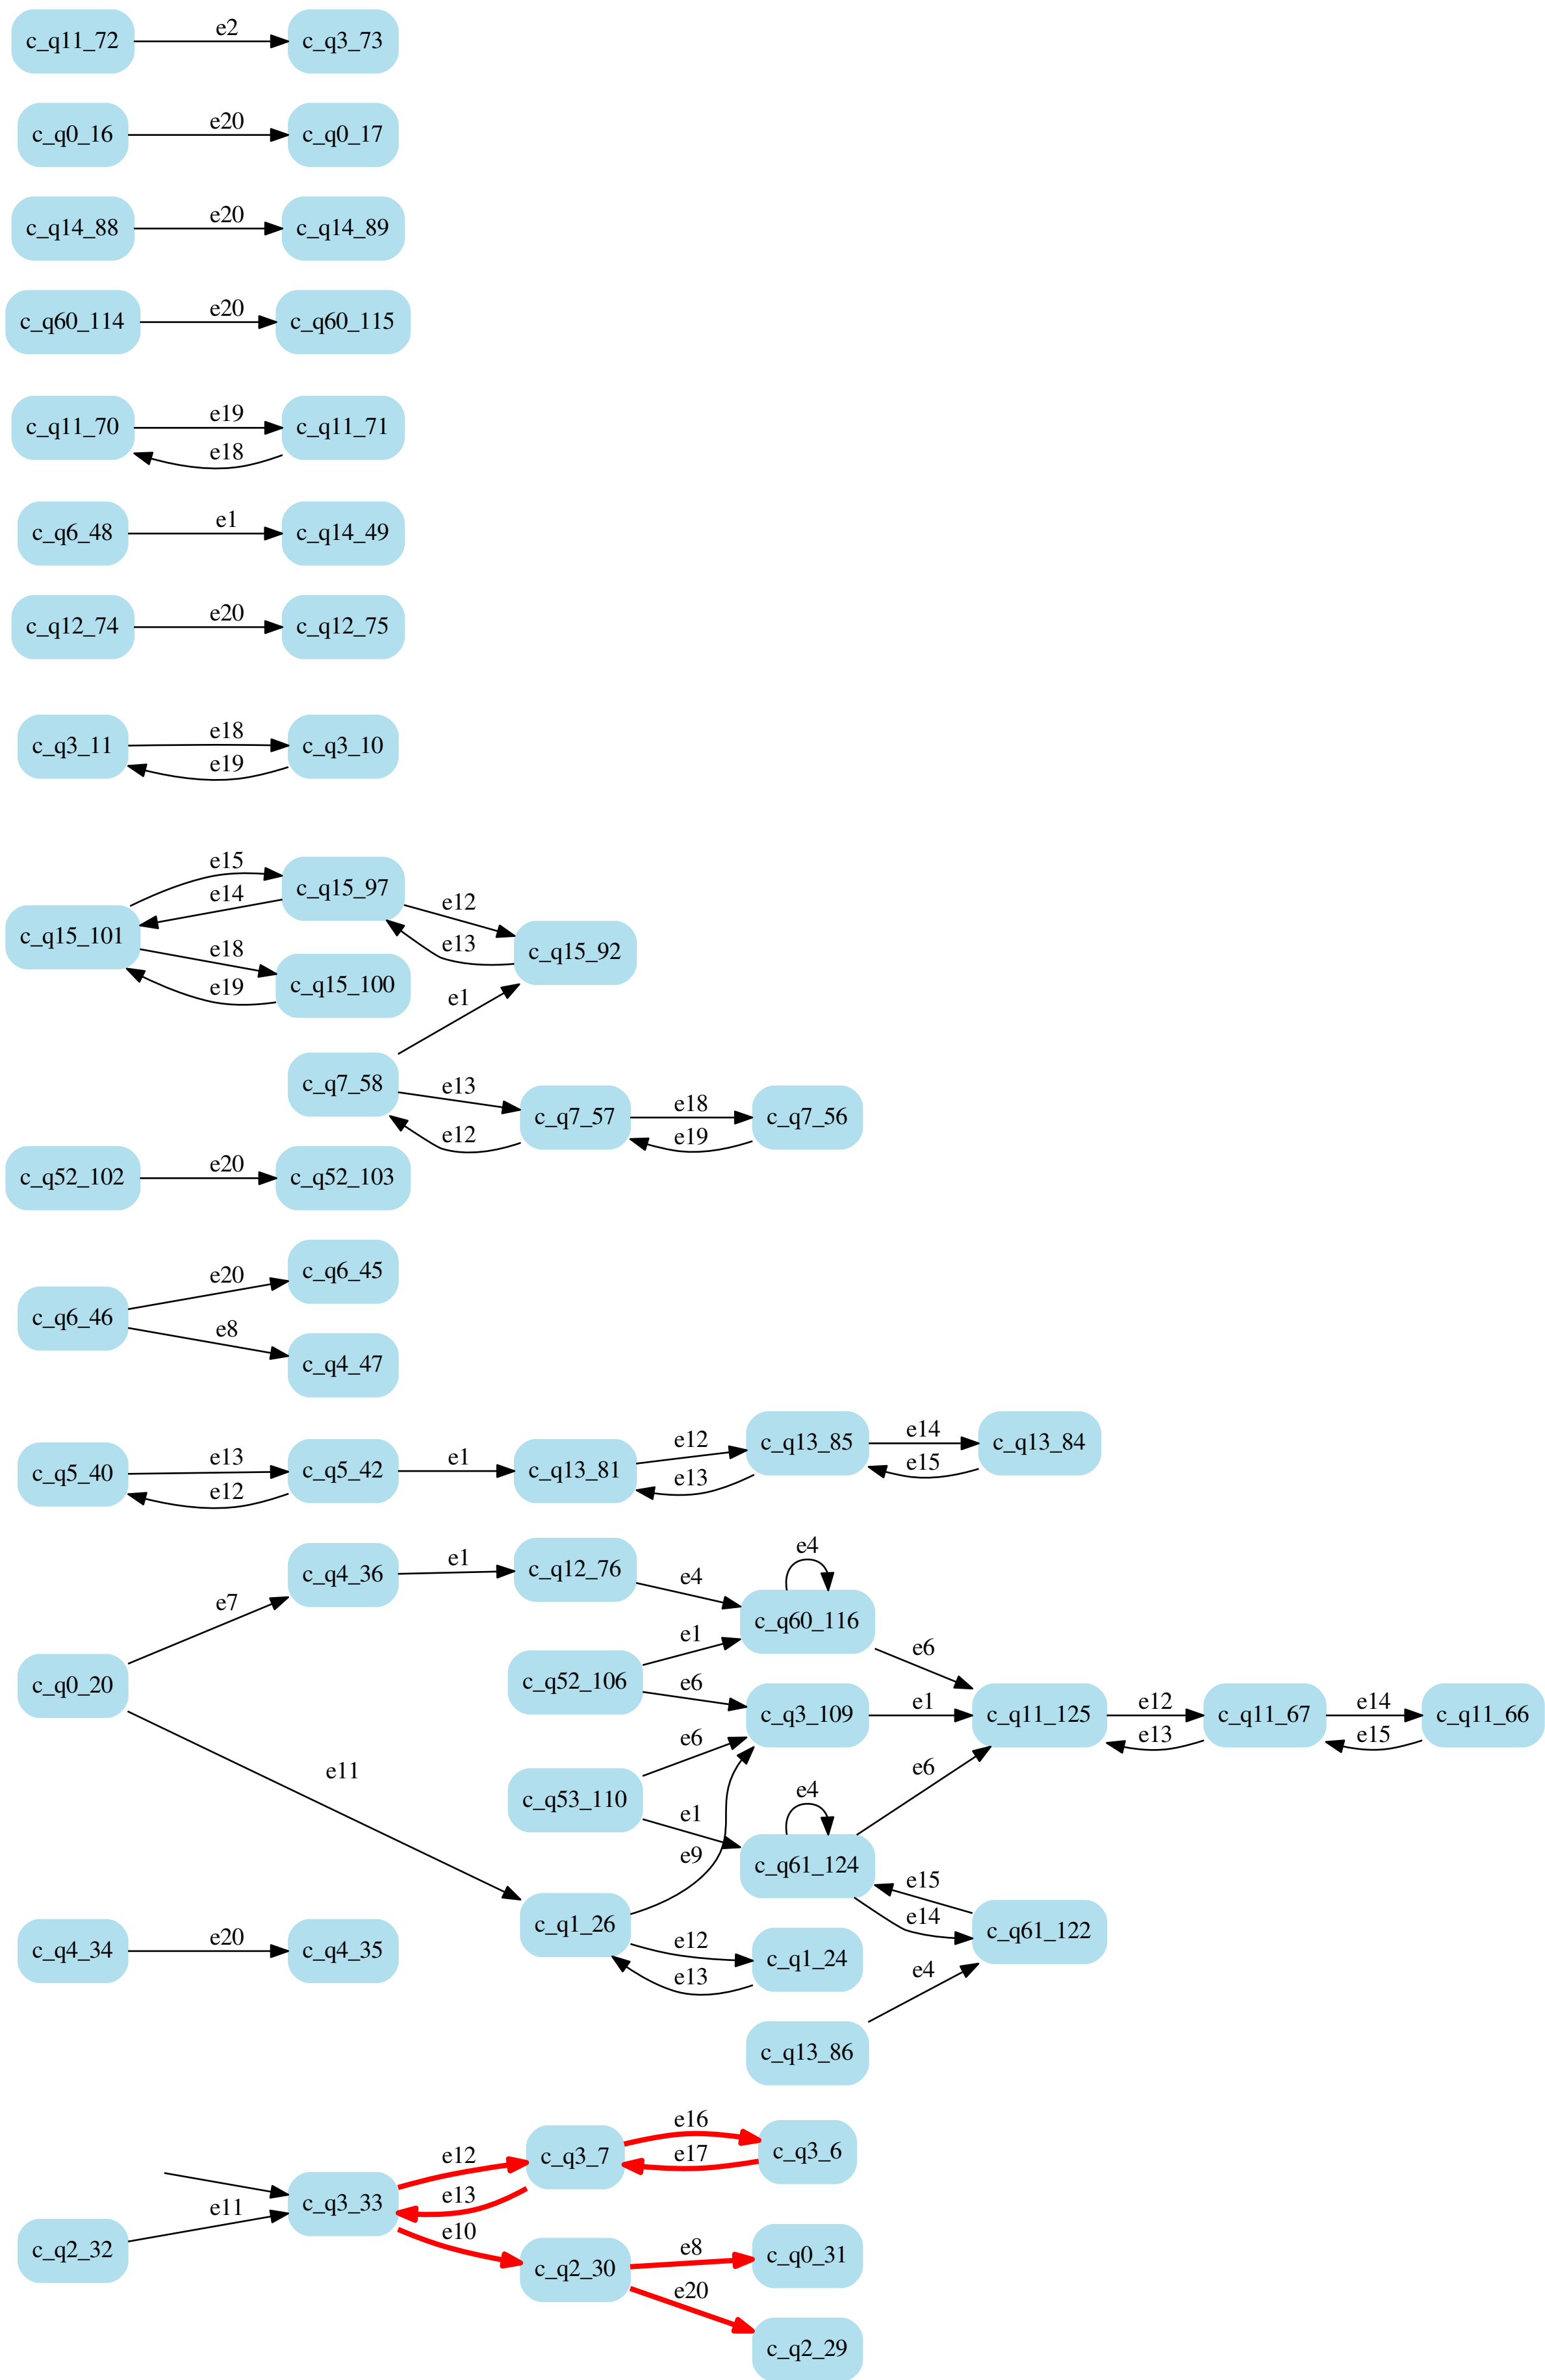 e2
c_q11_72 c_q3_73
e20
c_q0_16 c_q0_17
e20
c_q14_88 c_q14_89
e20
c_q60_114 c_q60_115
e19
c_q11_70 c_q11_71
e18
e1
c_q6_48 c_q14_49
e20
c_q12_74 c_q12_75
e18
c_q3_11 c_q3_10
e19
e15
c_q15_97
e14
e12
c_q15_101
e18
e13
c_q15_92
c_q15_100
e19
e1
c_q7_58
e13
c_q7_57
e18
c_q7_56
e12
e19
e20
c_q52_102 c_q52_103
c_q6_45
e20
c_q6_46
e8
c_q4_47
e13
c_q5_40 c_q5_42
e12
e1
c_q13_81
e12
c_q13_85
e13
e14
c_q13_84
e15
c_q4_36
e1
c_q12_76
e4
e4
c_q60_116
e7
e1
e6
c_q0_20
c_q52_106
e6
c_q3_109
e1
c_q11_125
e12
c_q11_67
e14
c_q11_66
e13
e15
e6
e11
c_q53_110
e1
e4
e6
c_q61_124
e9
e15
e14
c_q61_122
c_q1_26
e12
c_q1_24
e13
e20
c_q4_34 c_q4_35
e4
c_q13_86
e16
c_q3_7 c_q3_6
e17
e12
c_q3_33
e13
e11
e10
c_q2_32
c_q2_30
e8
c_q0_31
e20
c_q2_29